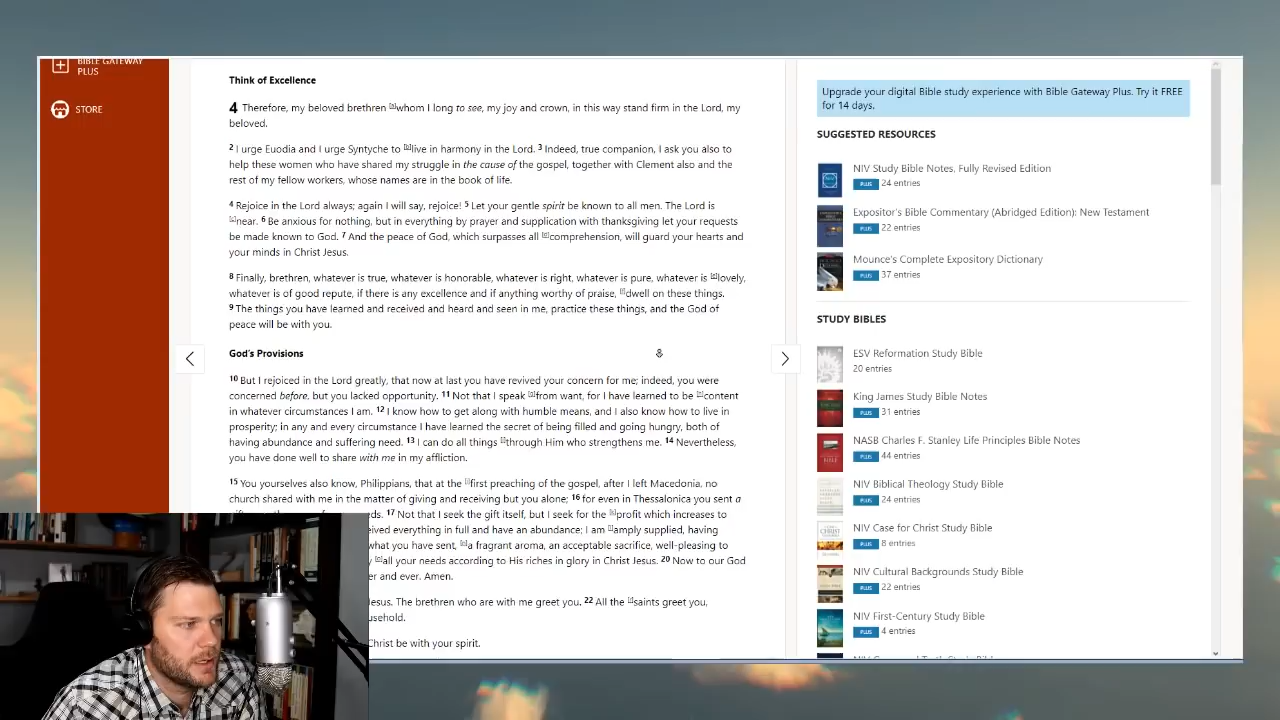 BIBLE GATEWAY
PLUS
STORE
Think of Excellence
4 Therefore, my beloved brethren [a]whom I long to see, my joy and crown, in this way stand firm in the Lord, my
beloved.
2 I urge Euodia and I urge Syntyche to [b]live in harmony in the Lord. 3 Indeed, true companion, I ask you also to
help these women who have shared my struggle in the cause of the gospel, together with Clement also and the
rest of my fellow workers, whose names are in the book of life.
4 Rejoice in the Lord always; again I will say, rejoice! 5 Let your gentle spirit be known to all men. The Lord is
[c]near. 6 Be anxious for nothing, but in everything by prayer and supplication with thanksgiving let your requests
be made known to God. 7 And the peace of God, which surpasses all [d]comprehension, will guard your hearts and
your minds in Christ Jesus.
8 Finally, brethren, whatever is true, whatever is honorable, whatever is right, whatever is pure, whatever is [e]lovely,
whatever is of good repute, if there is any excellence and if anything worthy of praise, [f]dwell on these things.
9 The things you have learned and received and heard and seen in me, practice these things, and the God of
peace will be with you.
God's Provisions
10 But I rejoiced in the Lord greatly, that now at last you have revived your concern for me; indeed, you were
concerned before, but you lacked opportunity. 11 Not that I speak [g]from want, for I have learned to be [h]content
in whatever circumstances I am. 12 I know how to get along with humble means, and I also know how to live in
prosperity; in any and every circumstance I have learned the secret of being filled and going hungry, both of
having abundance and suffering need. 13 I can do all things [i]through Him who strengthens me. 14 Nevertheless,
you have done well to share with me in my affliction.
15 You yourselves also know, Philippians, that at the [j]first preaching of the gospel, after I left Macedonia, no
church shared with me in the matter of giving and receiving but you alone; 16 for even in Thessalonica you sent a
17 Not that I seek the gift itself, but I seek for the [k]profit which increases to
ived everything in full and have an abundance; I am [l]amply supplied, having
what you have sent, [m]a fragrant aroma, an acceptable sacrifice, well-pleasing to
all your needs according to His riches in glory in Christ Jesus. 20 Now to our God
er and ever. Amen.
Jesus. The brethren who are with me greet you. 22 All the saints greet you.
usehold.
Christ be with your spirit.
Upgrade your digital Bible study experience with Bible Gateway Plus. Try it FREE
for 14 days.
SUGGESTED RESOURCES
NIV Study Bible Notes, Fully Revised Edition
PLUS 24 entries
Expositor's Bible Commentary (Abridged Edition): New Testament
PLUS 22 entries
Mounce's Complete Expository Dictionary
PLUS 37 entries
STUDY BIBLES
ESV Reformation Study Bible
20 entries
King James Study Bible Notes
PLUS 31 entries
NASB Charles F. Stanley Life Principles Bible Notes
PLUS 44 entries
NIV Biblical Theology Study Bible
PLUS 24 entries
NIV Case for Christ Study Bible
PLUS 8 entries
NIV Cultural Backgrounds Study Bible
PLUS 22 entries
NIV First-Century Study Bible
PLUS 4 entries